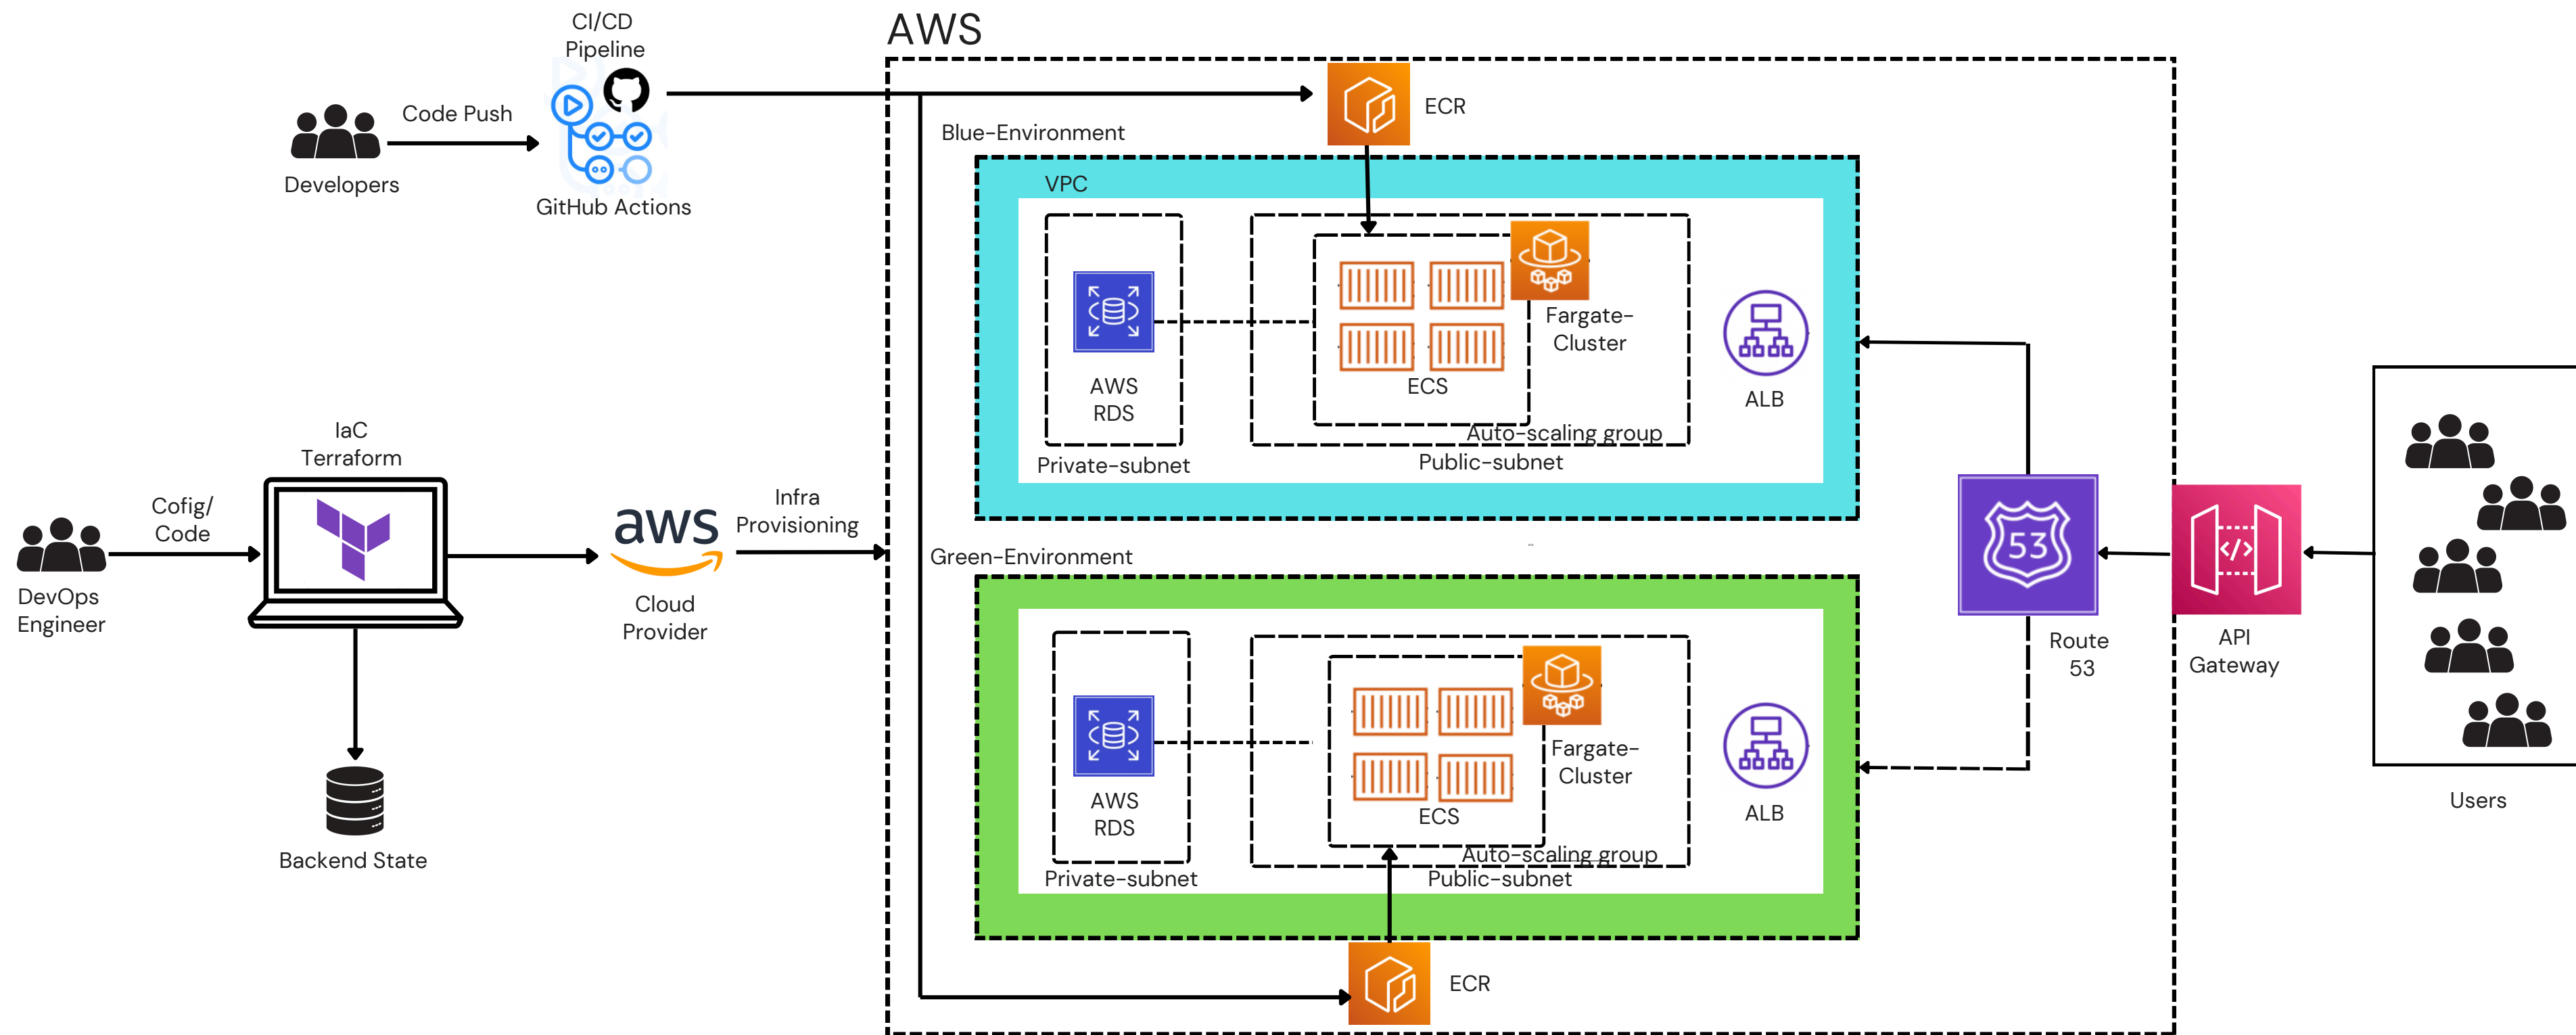 AWS
CI/CD
Pipeline
Code Push
Developers
GitHub Actions
ECR
Blue-Environment
VPC
Fargate-
Cluster
AWS
RDS
ECS
ALB
Auto-scaling group
Private-subnet
Public-subnet
IaC
Terraform
Cofig/
Code
DevOps
Engineer
aws
Infra
Provisioning
Cloud
Provider
Backend State
Green-Environment
53
Route
53
</>
API
Gateway
Users
Fargate-
Cluster
AWS
RDS
ECS
ALB
Auto-scaling group
Private-subnet
Public-subnet
ECR